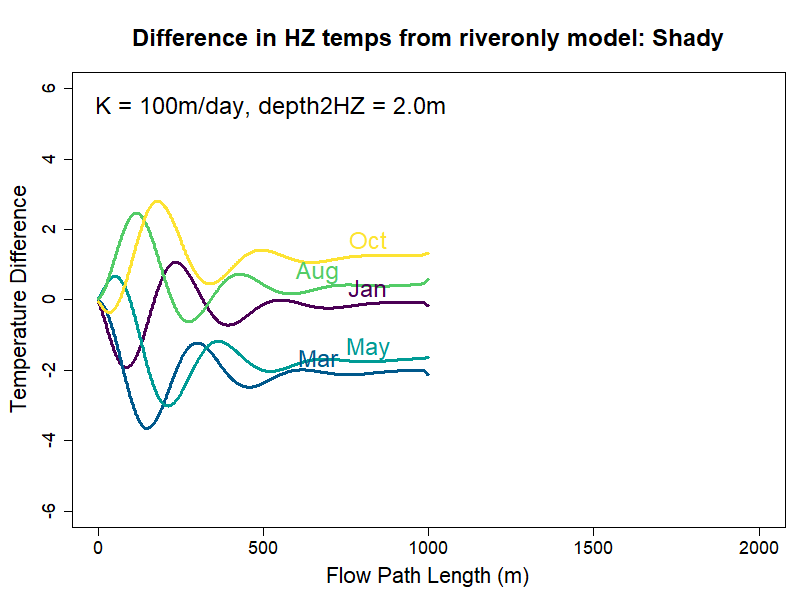 Difference in HZ temps from riveronly model: Shady
K = 100m/day, depth2HZ = 2.0m
Temperature Difference
6
4
2
0
-2
-4
-6
Oct
Aug
Jan
May
Mar
0 500 1000 1500 2000
Flow Path Length (m)